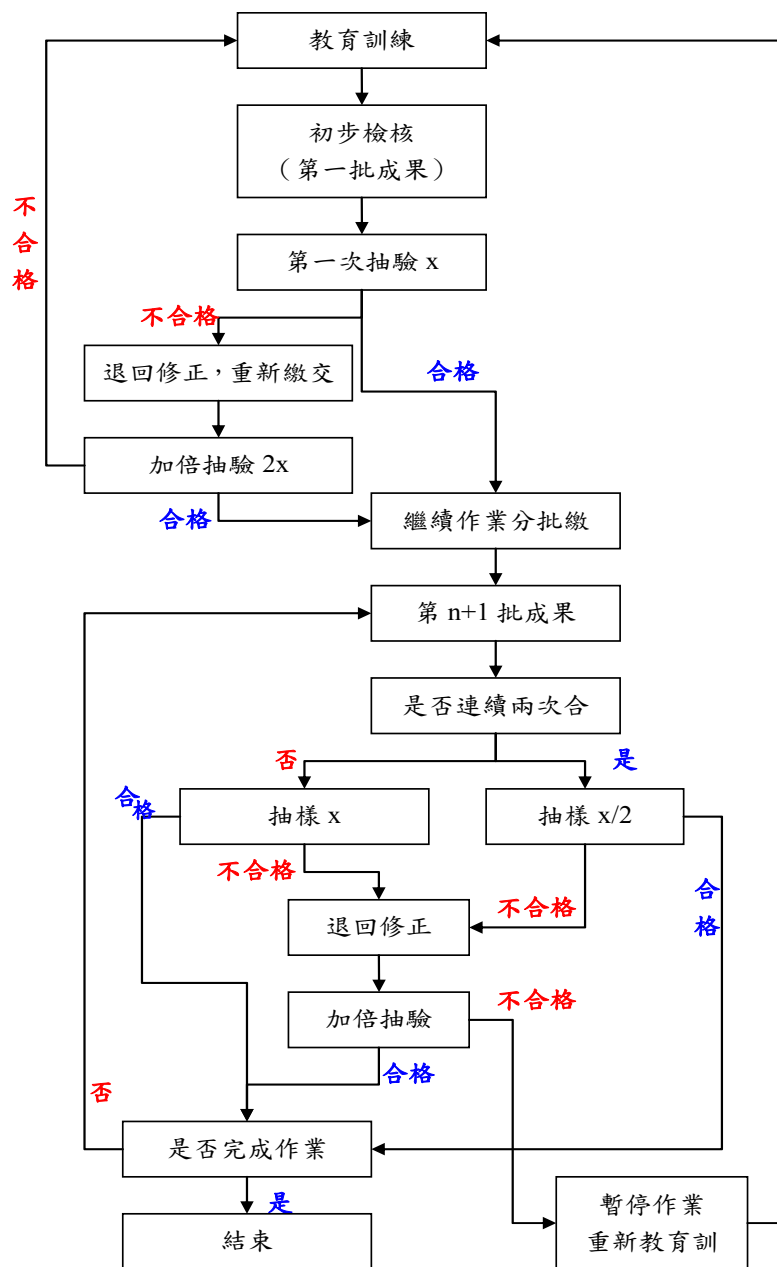 教育訓練
初步檢核
（第一批成果）
不
合
格
第一次抽驗 x
不合格
退回修正，重新繳交
合格
加倍抽驗 2x
合格
繼續作業分批繳
第 n+1 批成果
是否連續兩次合
否
是
合格
抽樣 x
抽樣 x/2
不合格
合
格
不合格
退回修正
加倍抽驗
不合格
合格
否
是否完成作業
是
結束
暫停作業
重新教育訓